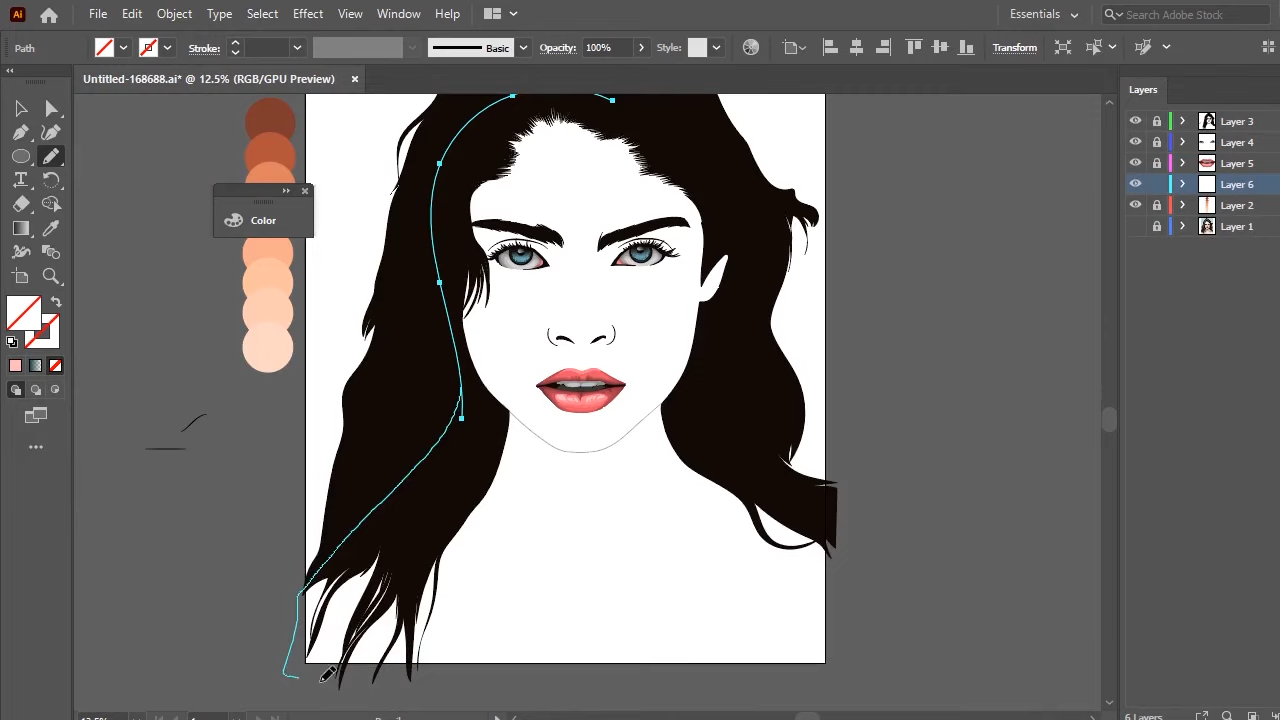 Ai File Edit Object Type Select Effect View Window Help Essentials Search Adobe Stock
Path Stroke: Basic Opacity: 100% Style: Transform
Untitled-168688.ai* @ 12.5% (RGB/GPU Preview) ×
Layers
Layer 3
Layer 4
Layer 5
Layer 6
Layer 2
Layer 1
Color
6 Layers